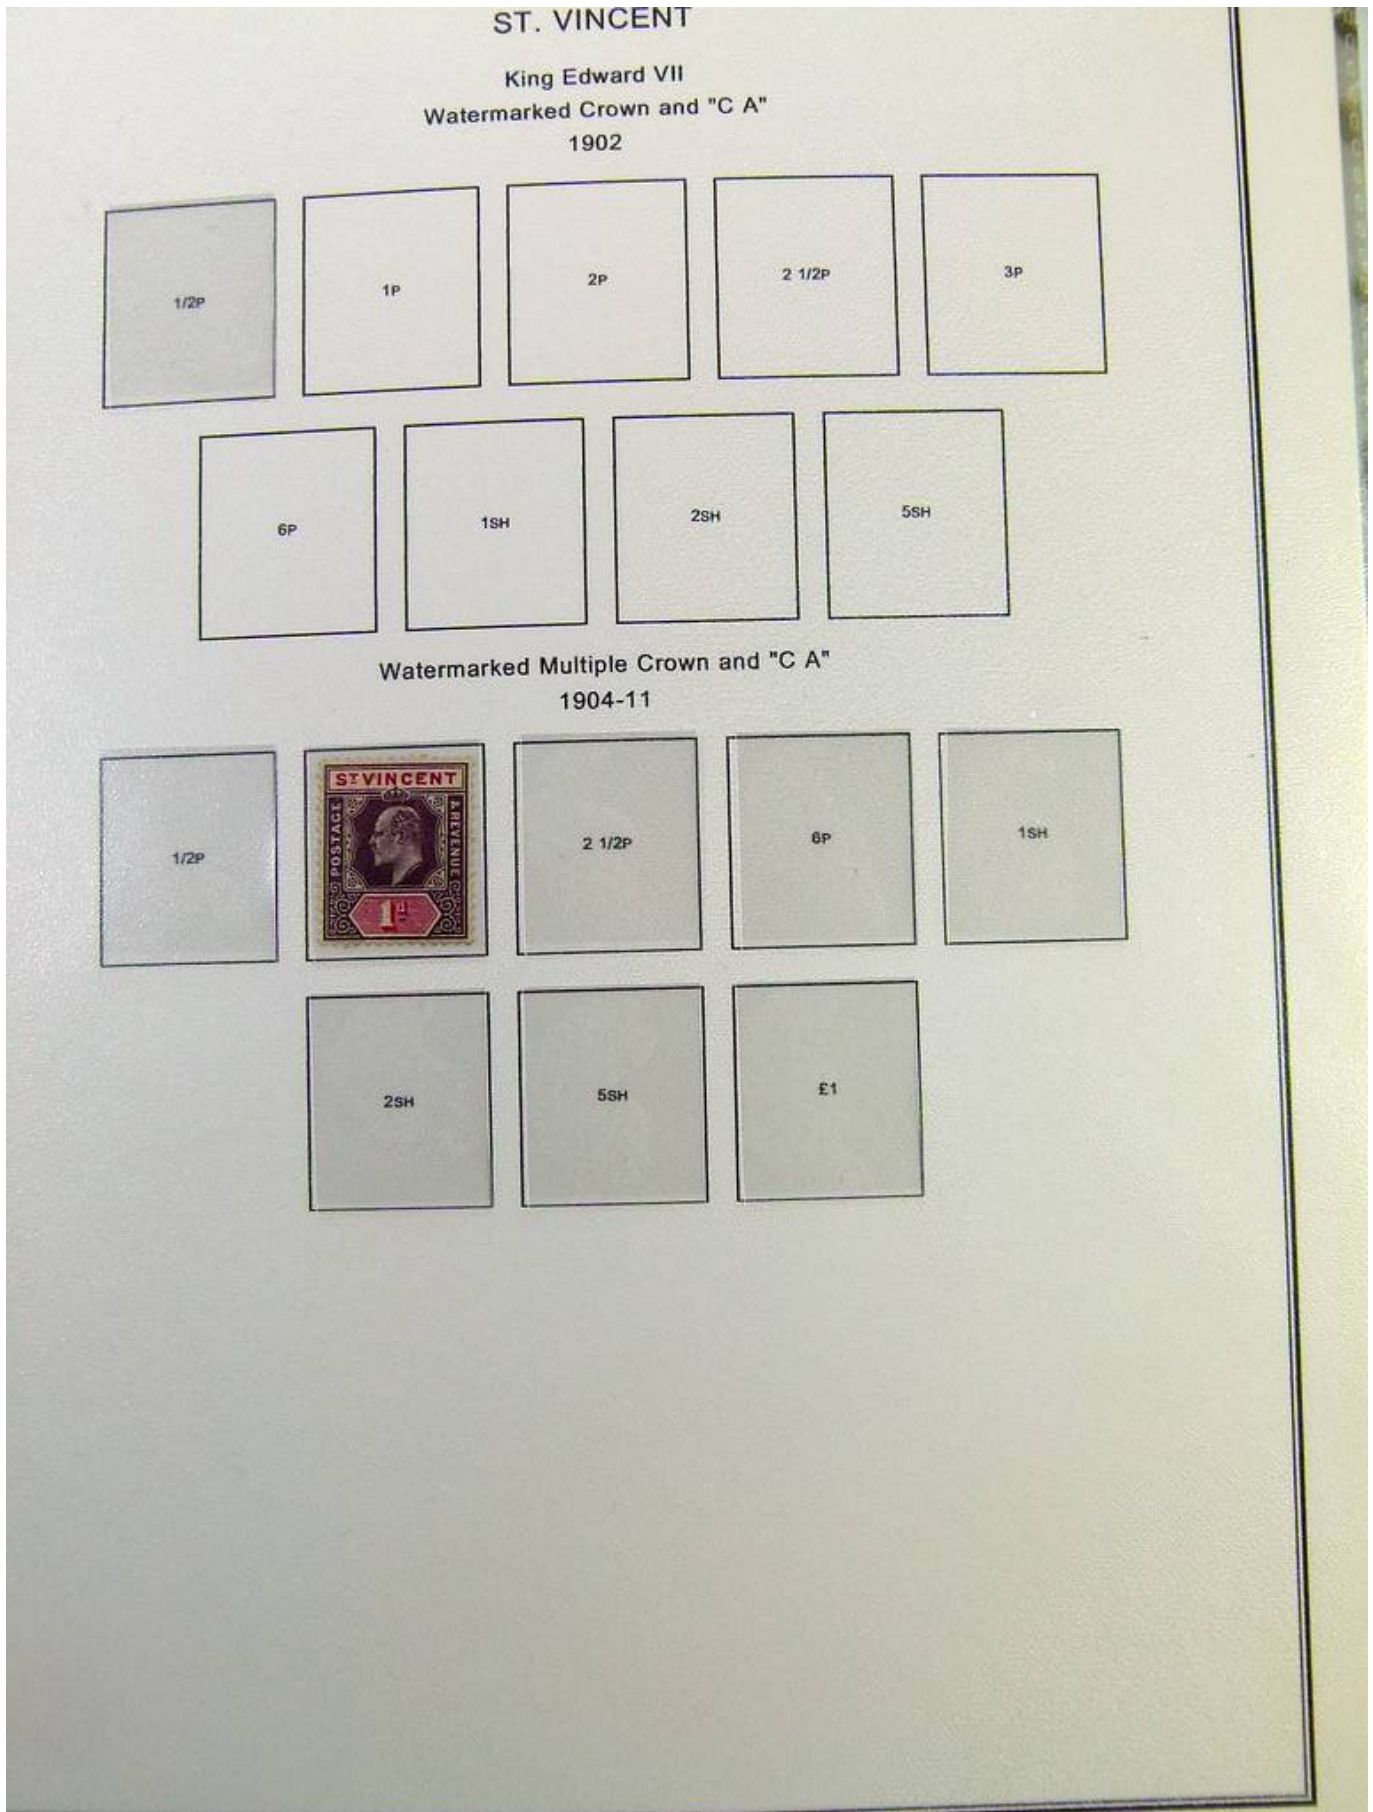 ST. VINCENT
King Edward VII
Watermarked Crown and "C A"
1902
1/2P 1P 2P 2 1/2P 3P
6P 1SH 2SH 5SH
Watermarked Multiple Crown and "C A"
1904-11
1/2P 2 1/2P 6P 1SH
ST VINCENT
POSTAGE & REVENUE
1d
2SH 5SH £1